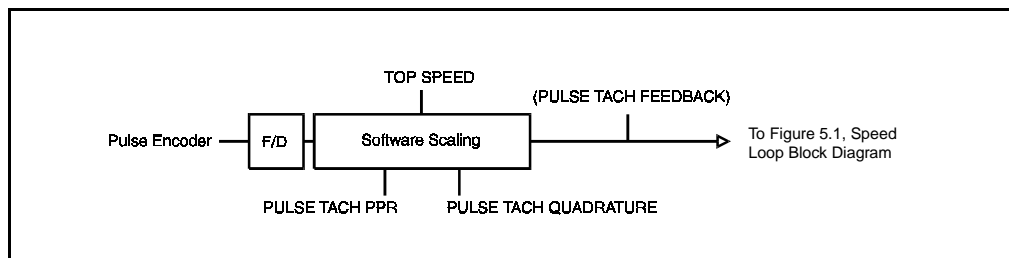 TOP SPEED
(PULSE TACH FEEDBACK)
Pulse Encoder
F/D
Software Scaling
To Figure 5.1, Speed
Loop Block Diagram
PULSE TACH PPR
PULSE TACH QUADRATURE